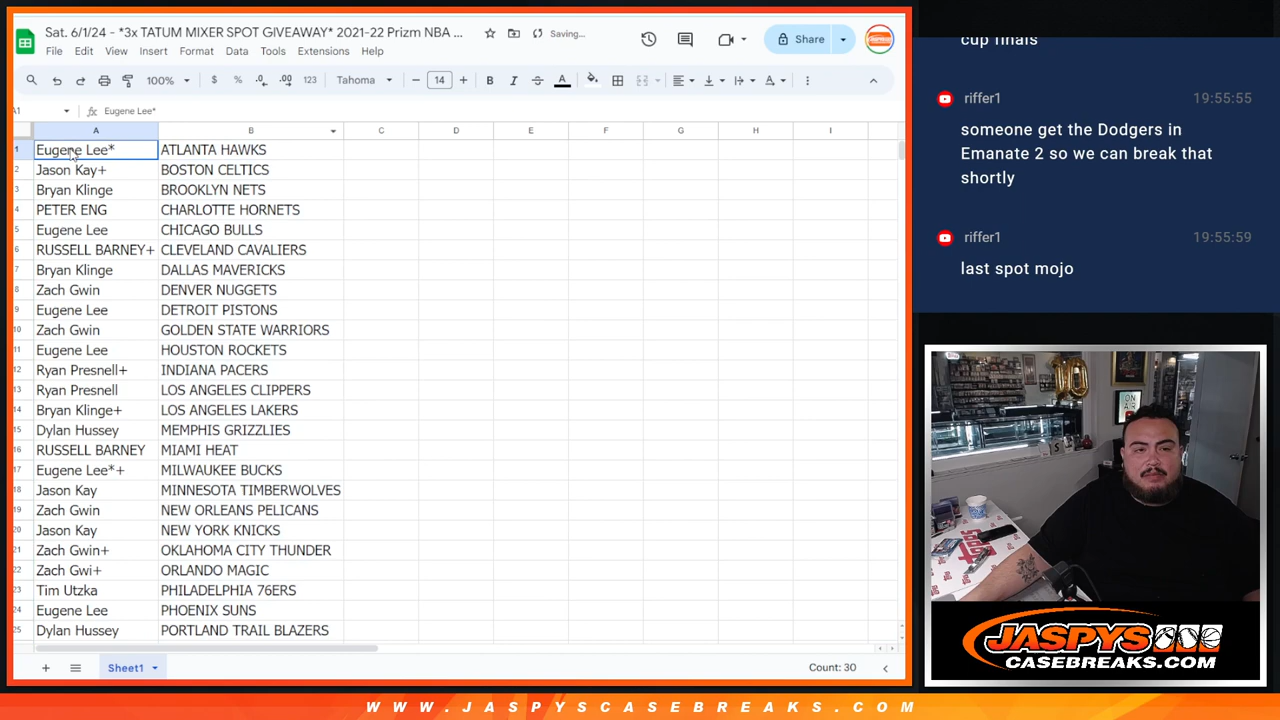 Sat. 6/1/24 - *3x TATUM MIXER SPOT GIVEAWAY* 2021-22 Prizm NBA ...
Saving...
Share
File Edit View Insert Format Data Tools Extensions Help
100% $ % .0 .00 123 Tahoma - 14 + B I A
A1 fx Eugene Lee*
A B C D E F G H I
1 Eugene Lee* ATLANTA HAWKS
2 Jason Kay+ BOSTON CELTICS
3 Bryan Klinge BROOKLYN NETS
4 PETER ENG CHARLOTTE HORNETS
5 Eugene Lee CHICAGO BULLS
6 RUSSELL BARNEY+ CLEVELAND CAVALIERS
7 Bryan Klinge DALLAS MAVERICKS
8 Zach Gwin DENVER NUGGETS
9 Eugene Lee DETROIT PISTONS
10 Zach Gwin GOLDEN STATE WARRIORS
11 Eugene Lee HOUSTON ROCKETS
12 Ryan Presnell+ INDIANA PACERS
13 Ryan Presnell LOS ANGELES CLIPPERS
14 Bryan Klinge+ LOS ANGELES LAKERS
15 Dylan Hussey MEMPHIS GRIZZLIES
16 RUSSELL BARNEY MIAMI HEAT
17 Eugene Lee*+ MILWAUKEE BUCKS
18 Jason Kay MINNESOTA TIMBERWOLVES
19 Zach Gwin NEW ORLEANS PELICANS
20 Jason Kay NEW YORK KNICKS
21 Zach Gwin+ OKLAHOMA CITY THUNDER
22 Zach Gwi+ ORLANDO MAGIC
23 Tim Utzka PHILADELPHIA 76ERS
24 Eugene Lee PHOENIX SUNS
25 Dylan Hussey PORTLAND TRAIL BLAZERS
Sheet1
Count: 30
cup finals
riffer1 19:55:55
someone get the Dodgers in
Emanate 2 so we can break that
shortly
riffer1 19:55:59
last spot mojo
10
ON
AIR
topps
JASPYS
CASEBREAKS.COM
WWW.JASPYSCASEBREAKS.COM